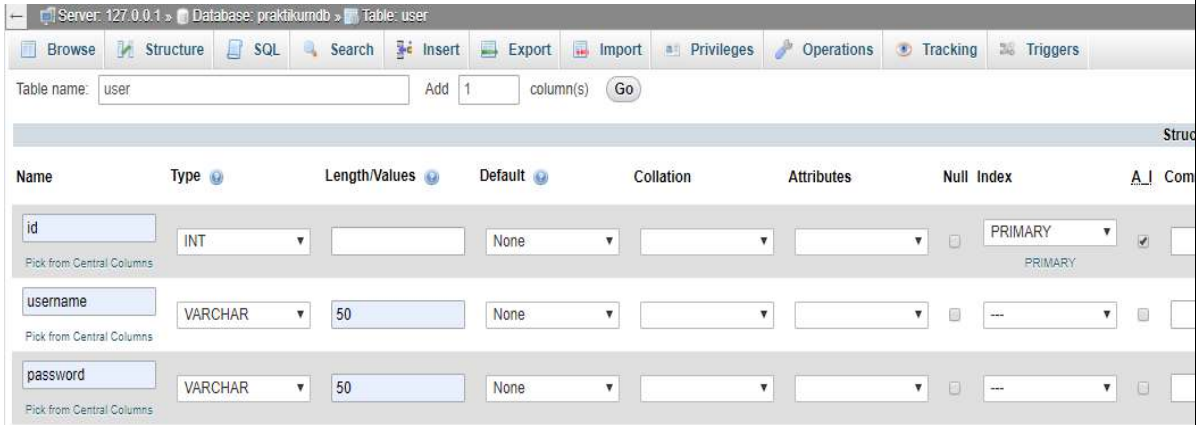 Server: 127.0.0.1 » Database: praktikumdb » Table: user
Browse Structure SQL Search Insert Export Import Privileges Operations Tracking Triggers
Table name: user Add 1 column(s) Go
Struc
Name Type Length/Values Default Collation Attributes Null Index A_I Com
id INT None PRIMARY
Pick from Central Columns PRIMARY
username VARCHAR 50 None ---
Pick from Central Columns
password VARCHAR 50 None ---
Pick from Central Columns